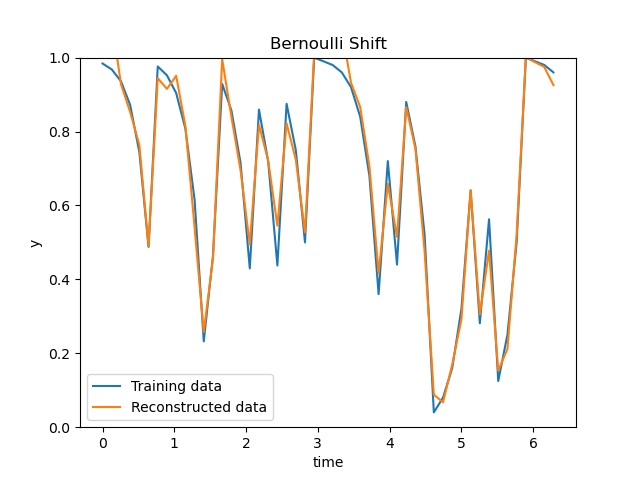 Bernoulli Shift
1.0
0.8
0.6
0.4
0.2
0.0
y
Training data
Reconstructed data
0 1 2 3 4 5 6
time